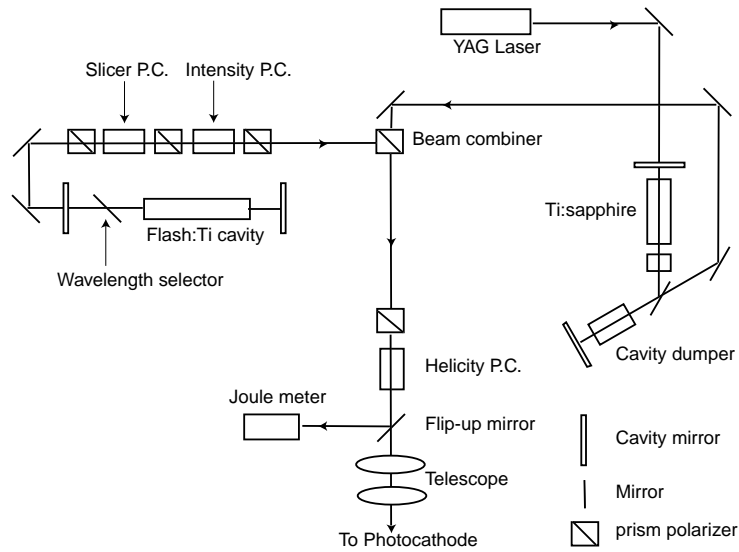 YAG Laser
Slicer P.C.
Intensity P.C.
Beam combiner
Ti:sapphire
Flash:Ti cavity
Wavelength selector
Cavity dumper
Helicity P.C.
Joule meter
Flip-up mirror
Cavity mirror
Telescope
Mirror
prism polarizer
To Photocathode